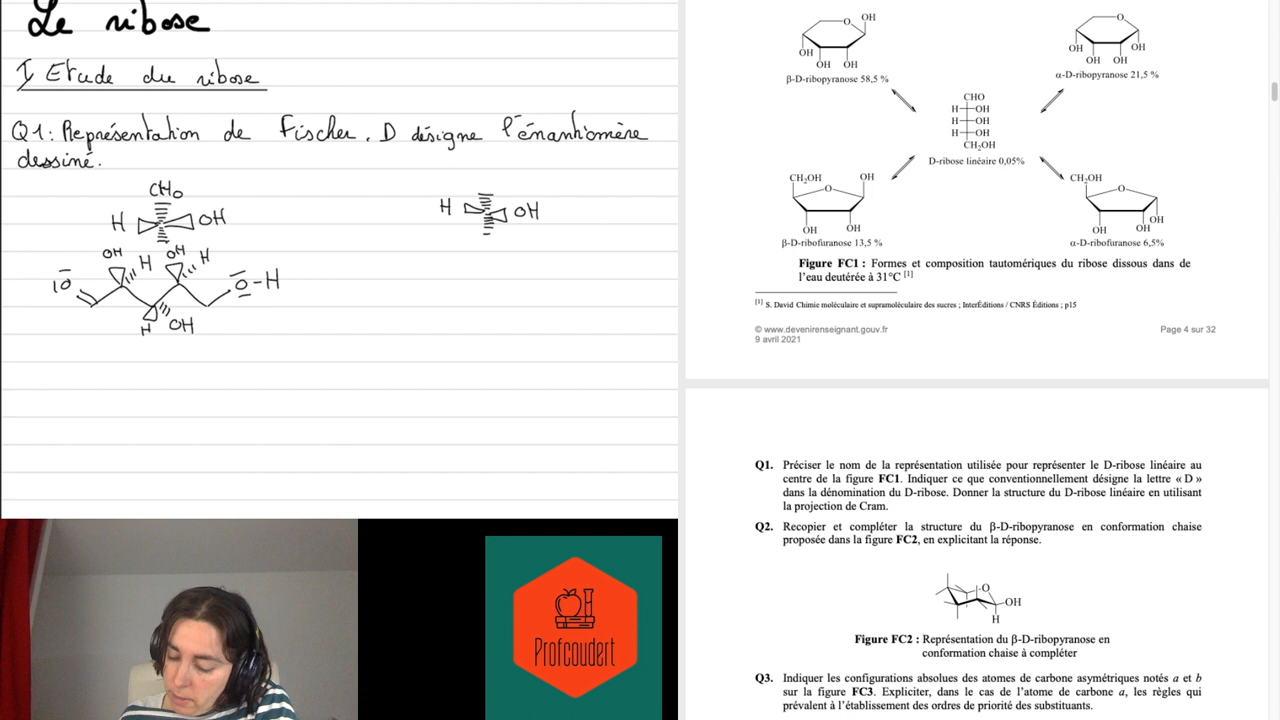 Le ribose
I Etude du ribose
Q1: Représentation de Fischer. D désigne l'énantiomère
dessiné.
CHO
H OH
OH H OH H
IO O-H
H OH
H OH
OH
O
OH
OH OH
β-D-ribopyranose 58,5 %
O
OH OH
OH OH
α-D-ribopyranose 21,5 %
CHO
H OH
H OH
H OH
CH₂OH
D-ribose linéaire 0,05%
CH₂OH OH
O
OH OH
β-D-ribofuranose 13,5 %
CH₂OH
O
OH
OH OH
α-D-ribofuranose 6,5%
Figure FC1 : Formes et composition tautomériques du ribose dissous dans de
l'eau deutérée à 31°C [1]
[1] S. David Chimie moléculaire et supramoléculaire des sucres ; InterÉditions / CNRS Éditions ; p15
© www.devenirenseignant.gouv.fr Page 4 sur 32
9 avril 2021
Q1. Préciser le nom de la représentation utilisée pour représenter le D-ribose linéaire au
centre de la figure FC1. Indiquer ce que conventionnellement désigne la lettre « D »
dans la dénomination du D-ribose. Donner la structure du D-ribose linéaire en utilisant
la projection de Cram.
Q2. Recopier et compléter la structure du β-D-ribopyranose en conformation chaise
proposée dans la figure FC2, en explicitant la réponse.
O
OH
H
Figure FC2 : Représentation du β-D-ribopyranose en
conformation chaise à compléter
Q3. Indiquer les configurations absolues des atomes de carbone asymétriques notés a et b
sur la figure FC3. Expliciter, dans le cas de l'atome de carbone a, les règles qui
prévalent à l'établissement des ordres de priorité des substituants.
Profcoudert